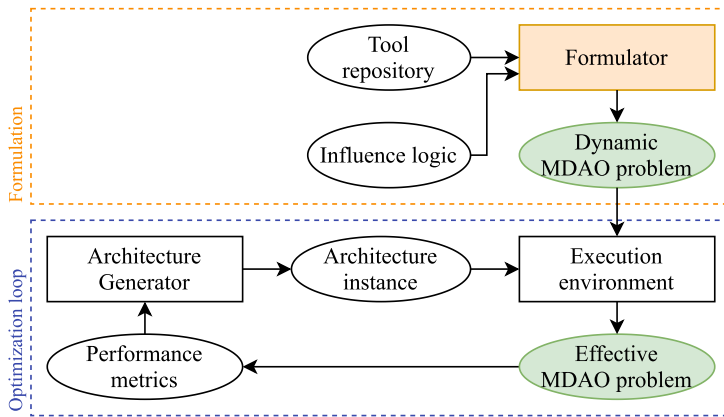 Formulation
Tool
repository
Formulator
Influence logic
Dynamic
MDAO problem
Optimization loop
Architecture
Generator
Architecture
instance
Execution
environment
Performance
metrics
Effective
MDAO problem